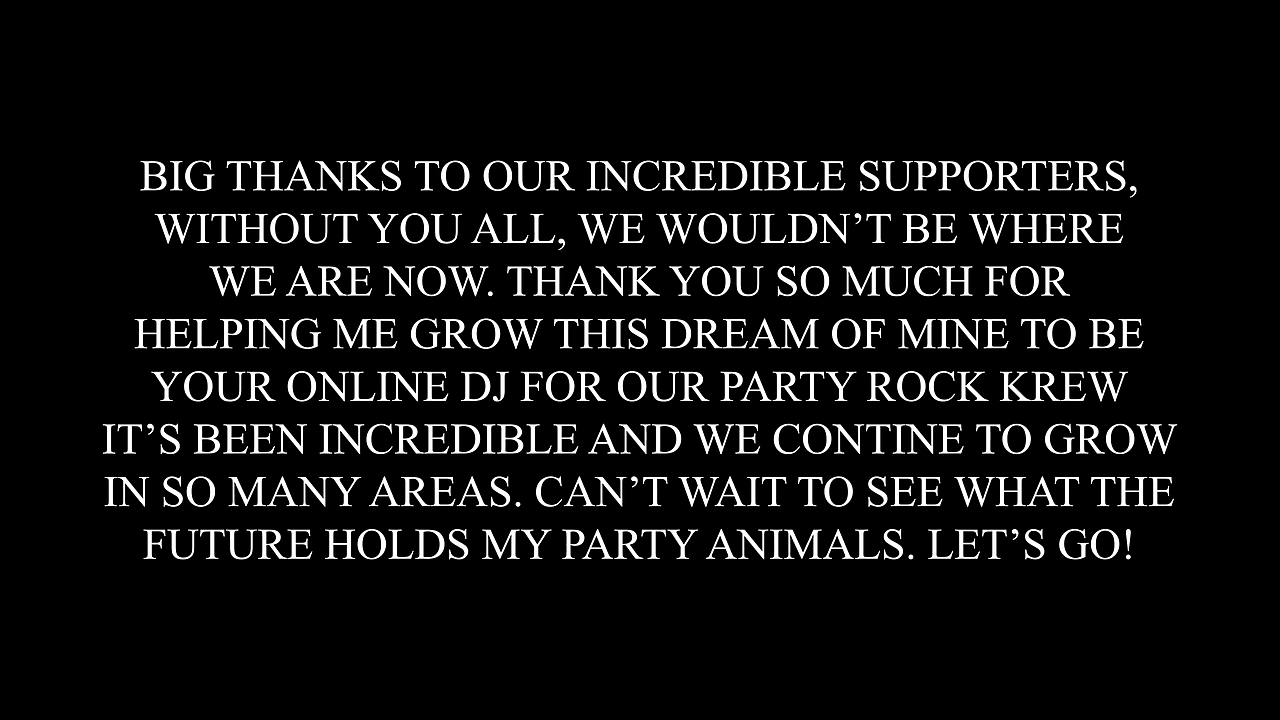 BIG THANKS TO OUR INCREDIBLE SUPPORTERS,
WITHOUT YOU ALL, WE WOULDN’T BE WHERE
WE ARE NOW. THANK YOU SO MUCH FOR
HELPING ME GROW THIS DREAM OF MINE TO BE
YOUR ONLINE DJ FOR OUR PARTY ROCK KREW
IT’S BEEN INCREDIBLE AND WE CONTINE TO GROW
IN SO MANY AREAS. CAN’T WAIT TO SEE WHAT THE
FUTURE HOLDS MY PARTY ANIMALS. LET’S GO!